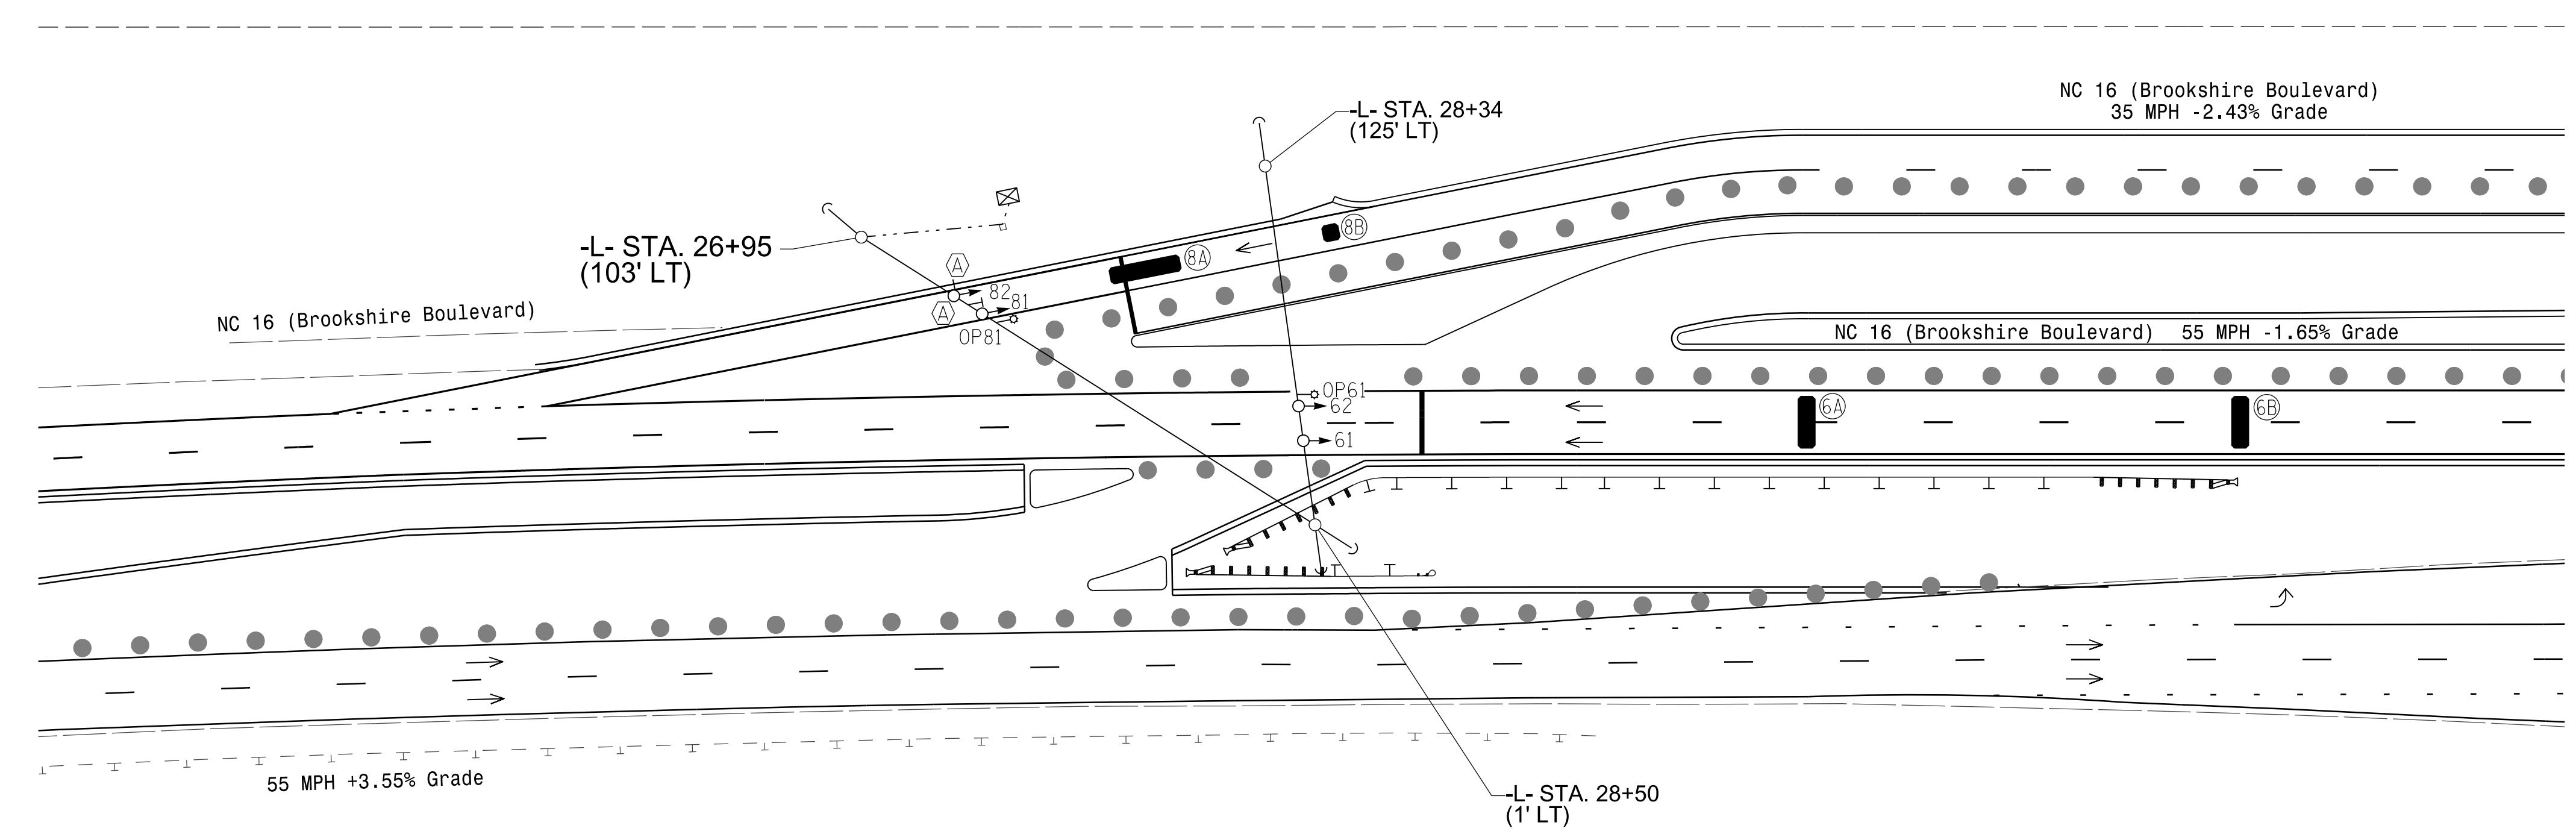 NC 16 (Brookshire Boulevard)
35 MPH -2.43% Grade
-L- STA. 28+34
(125' LT)
8B
-L- STA. 26+95
(103' LT)
8A
A
82
81
A
OP81
NC 16 (Brookshire Boulevard)
NC 16 (Brookshire Boulevard) 55 MPH -1.65% Grade
OP61
62
6A
6B
61
55 MPH +3.55% Grade
-L- STA. 28+50
(1' LT)